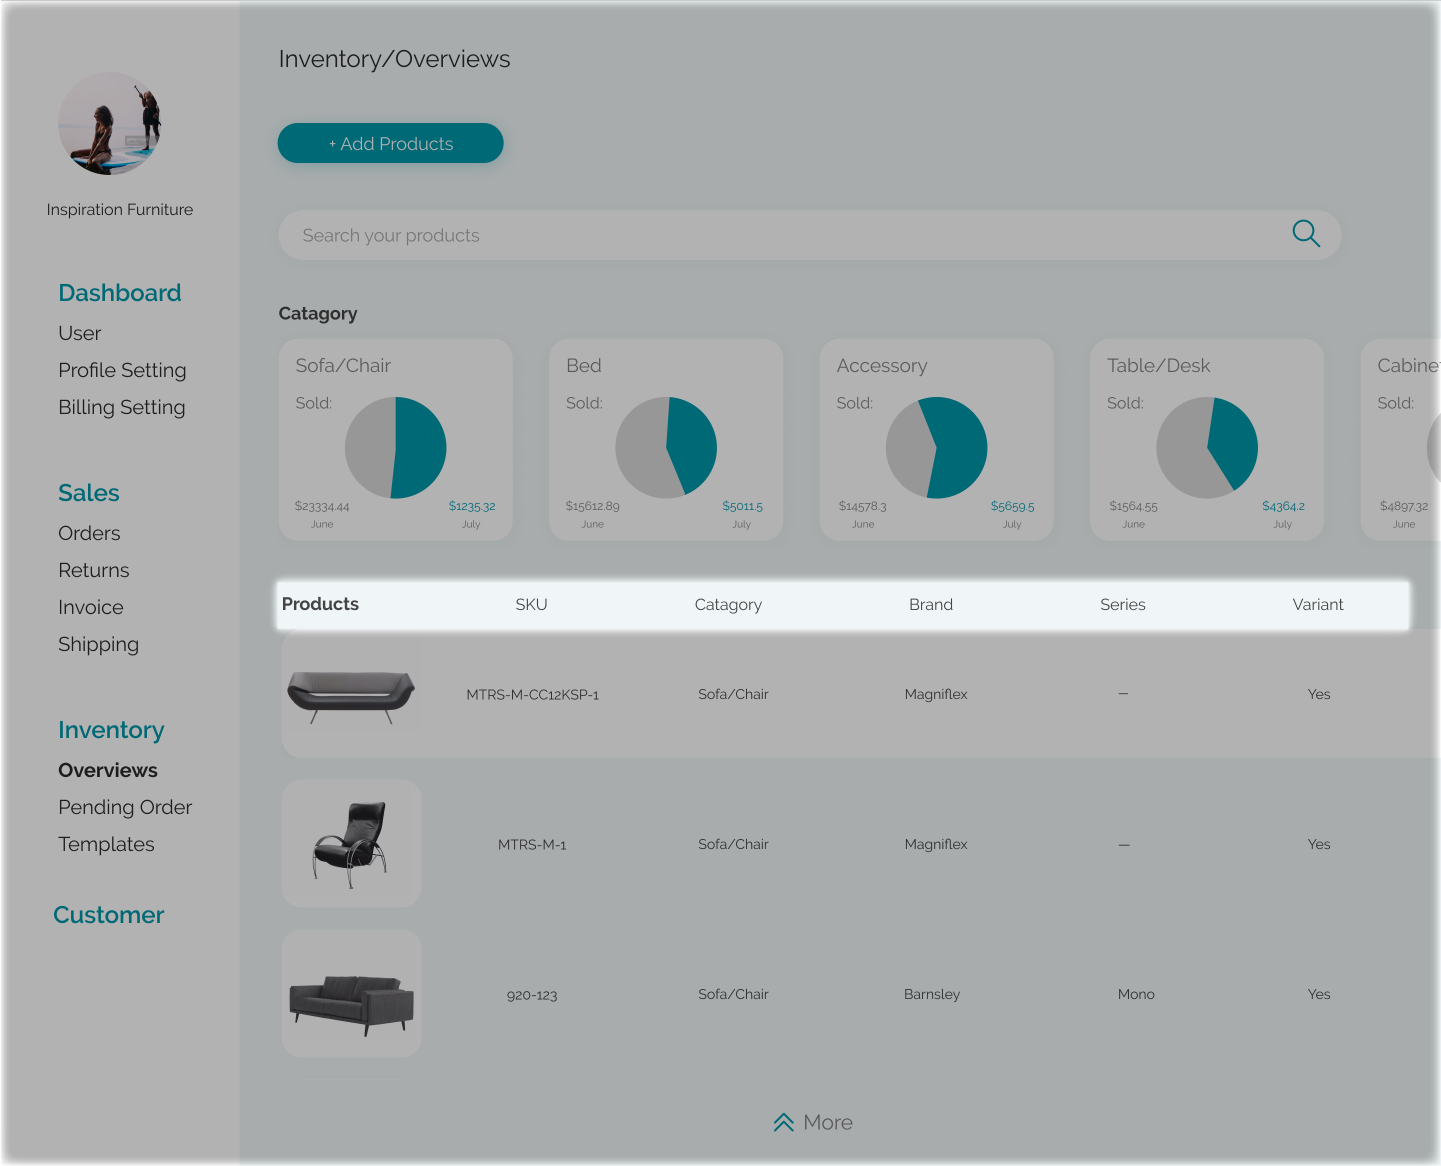 Inspiration Furniture
Dashboard
User
Profile Setting
Billing Setting
Sales
Orders
Returns
Invoice
Shipping
Inventory
Overviews
Pending Order
Templates
Customer
Inventory/Overviews
+ Add Products
Search your products
Catagory
Sofa/Chair
Sold:
$23334.44
June
$1235.32
July
Bed
Sold:
$15612.89
June
$5011.5
July
Accessory
Sold:
$14578.3
June
$5659.5
July
Table/Desk
Sold:
$1564.55
June
$4364.2
July
Cabine
Sold:
$4897.32
June
Products SKU Catagory Brand Series Variant
MTRS-M-CC12KSP-1 Sofa/Chair Magniflex — Yes
MTRS-M-1 Sofa/Chair Magniflex — Yes
920-123 Sofa/Chair Barnsley Mono Yes
More